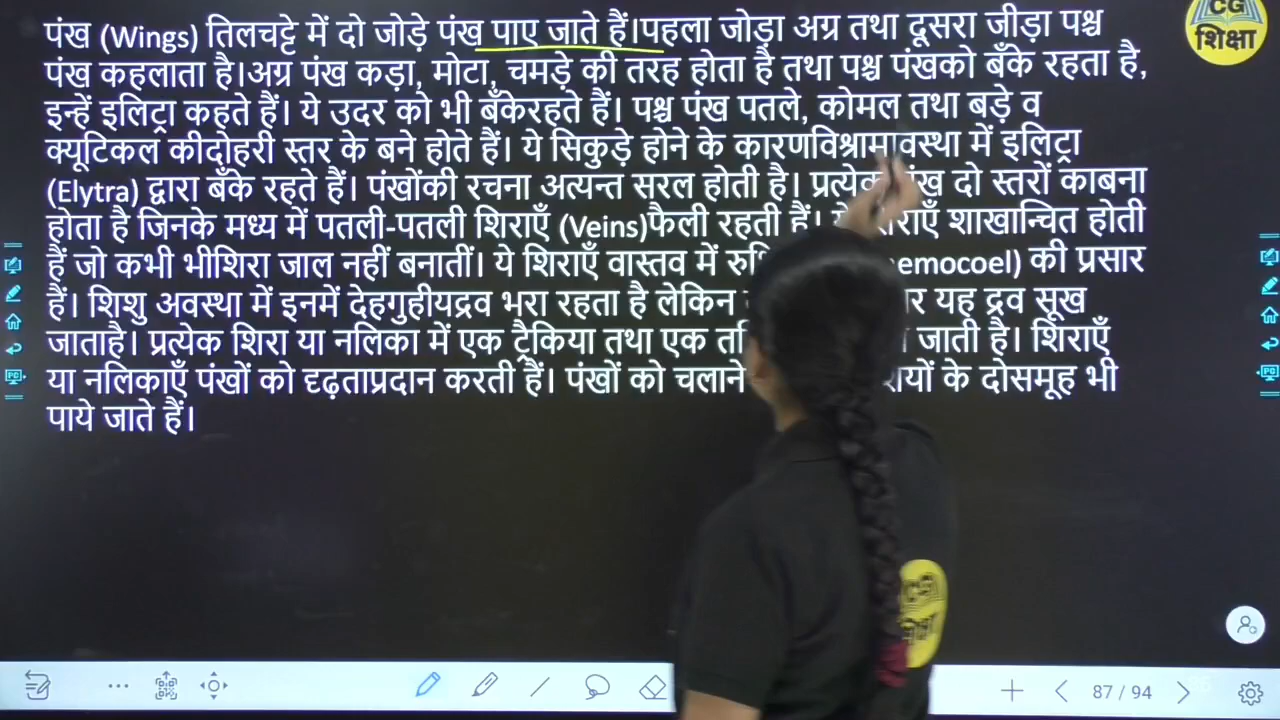 पंख (Wings) तिलचट्टे में दो जोड़े पंख पाए जाते हैं।पहला जोड़ा अग्र तथा दूसरा जीड़ा पश्च
पंख कहलाता है।अग्र पंख कड़ा, मोटा, चमड़े की तरह होता है तथा पश्च पंखको बँके रहता है,
इन्हें इलिट्रा कहते हैं। ये उदर को भी बँकेरहते हैं। पश्च पंख पतले, कोमल तथा बड़े व
क्यूटिकल कीदोहरी स्तर के बने होते हैं। ये सिकुड़े होने के कारणविश्रामावस्था में इलिट्रा
(Elytra) द्वारा बँके रहते हैं। पंखोंकी रचना अत्यन्त सरल होती है। दो स्तरों काबना
होता है जिनके मध्य में पतली-पतली शिराएँ (Veins)फैली रहती हैं। शाखान्चित होती
हैं जो कभी भीशिरा जाल नहीं बनातीं। ये शिराएँ वास्तव में की प्रसार
हैं। शिशु अवस्था में इनमें देहगुहीयद्रव भरा रहता है लेकिन यह द्रव सूख
जाताहै। प्रत्येक शिरा या नलिका में एक ट्रैकिया तथा एक जाती है। शिराएँ
या नलिकाएँ पंखों को दृढ़ताप्रदान करती हैं। पंखों को चलाने के दोसमूह भी
पाये जाते हैं।
CG
शिक्षा
87 / 94